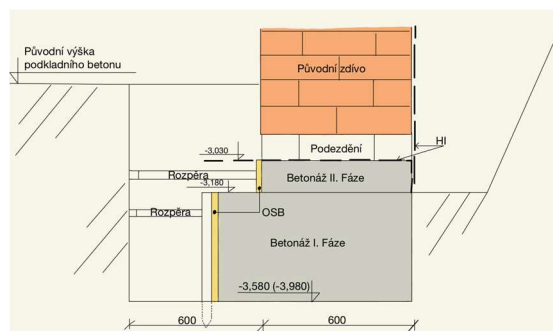 Původní výška
podkladního betonu
Původní zdívo
HI
Podezdění
-3,030
Rozpěra
Betonáž II. Fáze
-3,180
Rozpěra
OSB
Betonáž I. Fáze
-3,580 (-3,980)
600
600